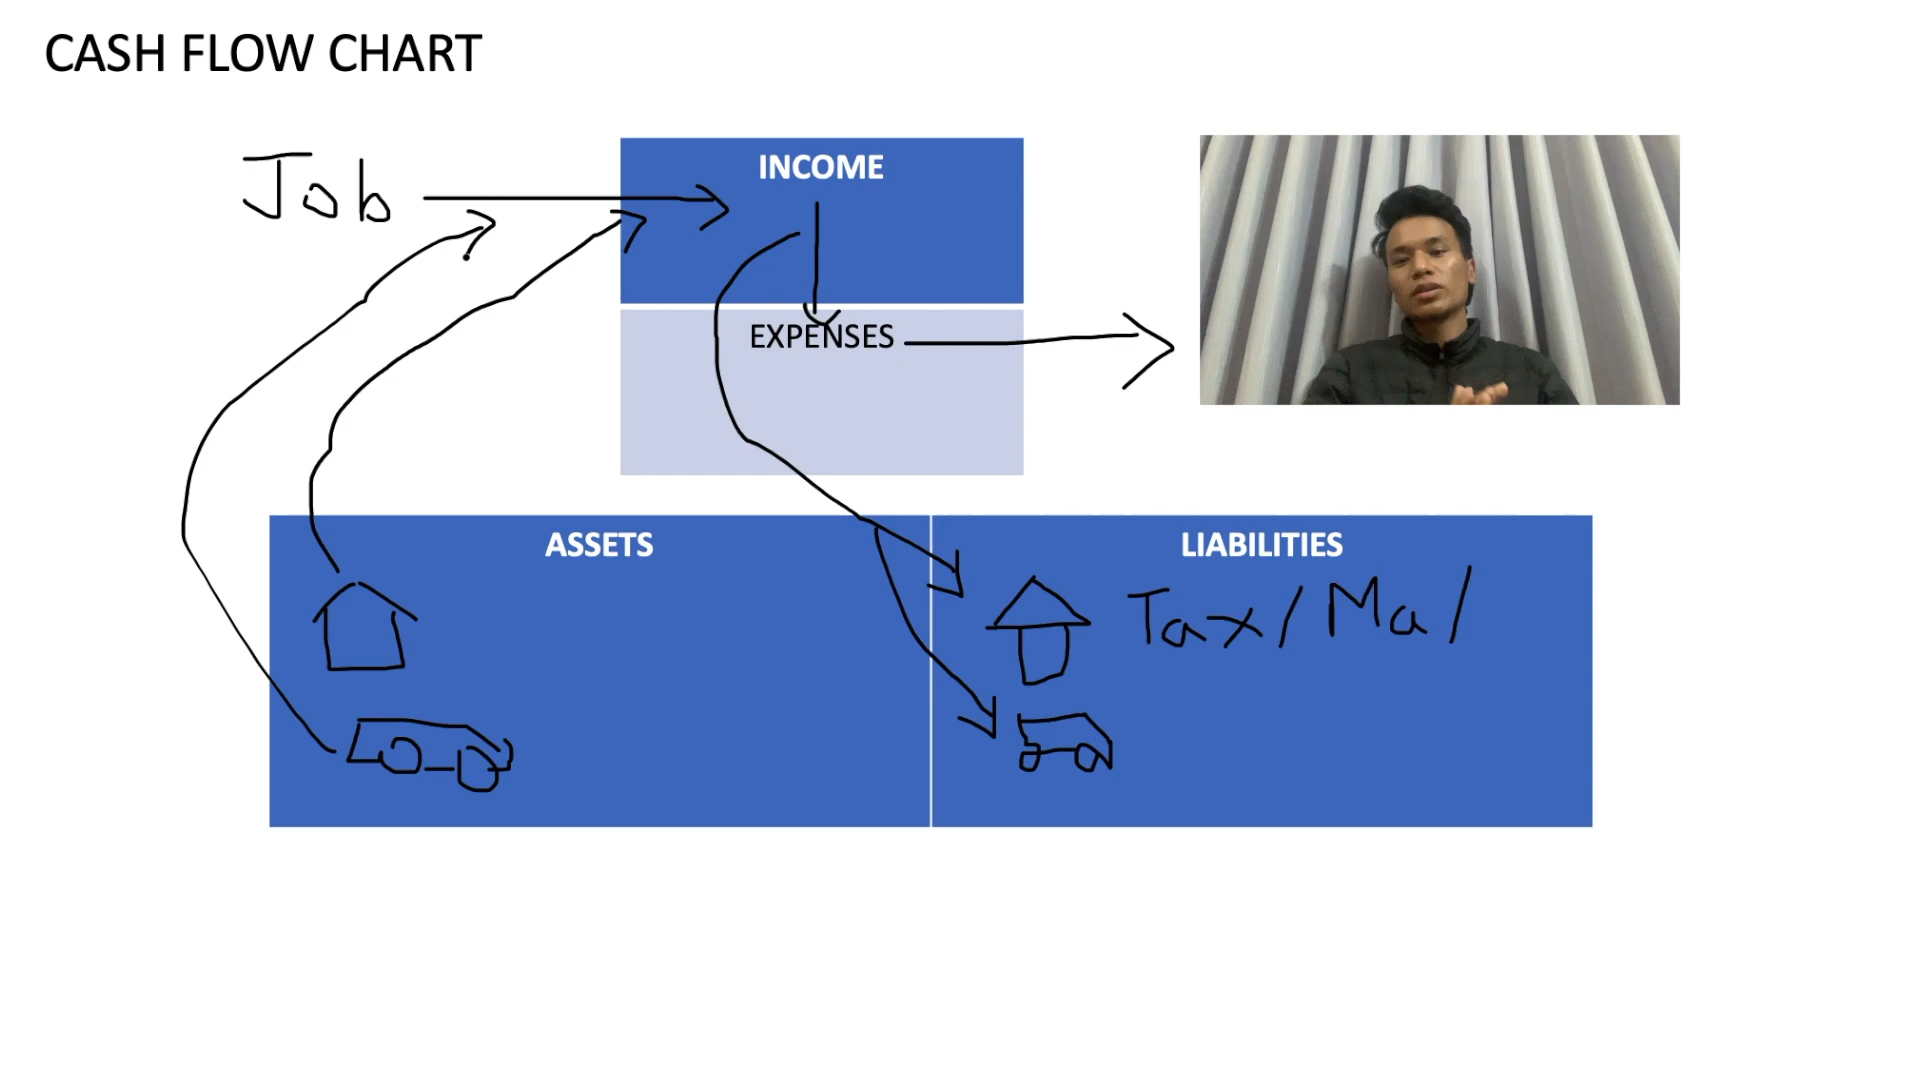 CASH FLOW CHART
Job
INCOME
EXPENSES
ASSETS
LIABILITIES
Tax/Ma/